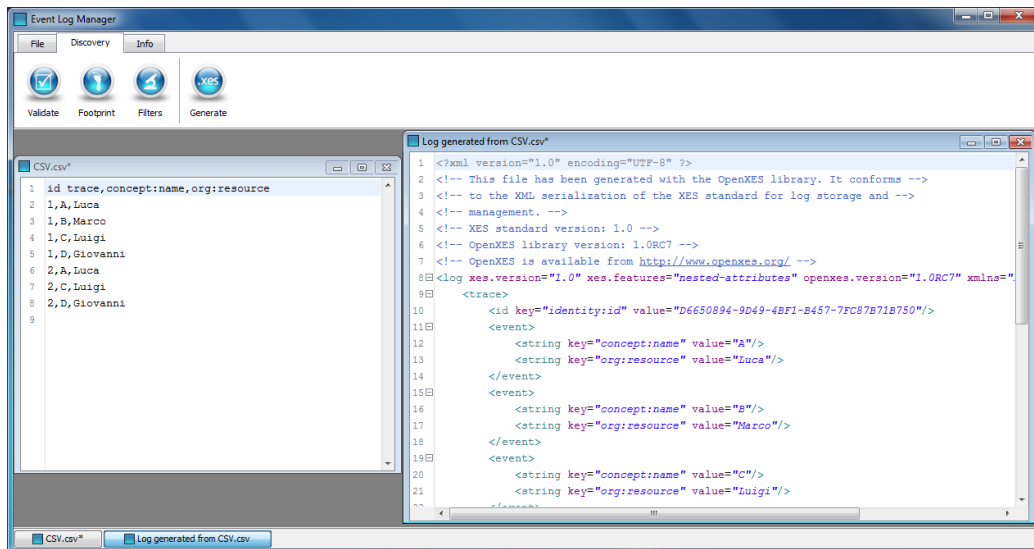 Event Log Manager
File Discovery Info
Validate Footprint Filters .xes Generate
CSV.csv*
1 id trace,concept:name,org:resource
2 1,A,Luca
3 1,B,Marco
4 1,C,Luigi
5 1,D,Giovanni
6 2,A,Luca
7 2,C,Luigi
8 2,D,Giovanni
9
Log generated from CSV.csv*
1 <?xml version="1.0" encoding="UTF-8" ?>
2 <!-- This file has been generated with the OpenXES library. It conforms -->
3 <!-- to the XML serialization of the XES standard for log storage and -->
4 <!-- management. -->
5 <!-- XES standard version: 1.0 -->
6 <!-- OpenXES library version: 1.0RC7 -->
7 <!-- OpenXES is available from http://www.openxes.org/ -->
8 <log xes.version="1.0" xes.features="nested-attributes" openxes.version="1.0RC7" xmlns="
9 <trace>
10 <id key="identity:id" value="D6650894-9D49-4BF1-B457-7FC87B71B750"/>
11 <event>
12 <string key="concept:name" value="A"/>
13 <string key="org:resource" value="Luca"/>
14 </event>
15 <event>
16 <string key="concept:name" value="B"/>
17 <string key="org:resource" value="Marco"/>
18 </event>
19 <event>
20 <string key="concept:name" value="C"/>
21 <string key="org:resource" value="Luigi"/>
CSV.csv* Log generated from CSV.csv